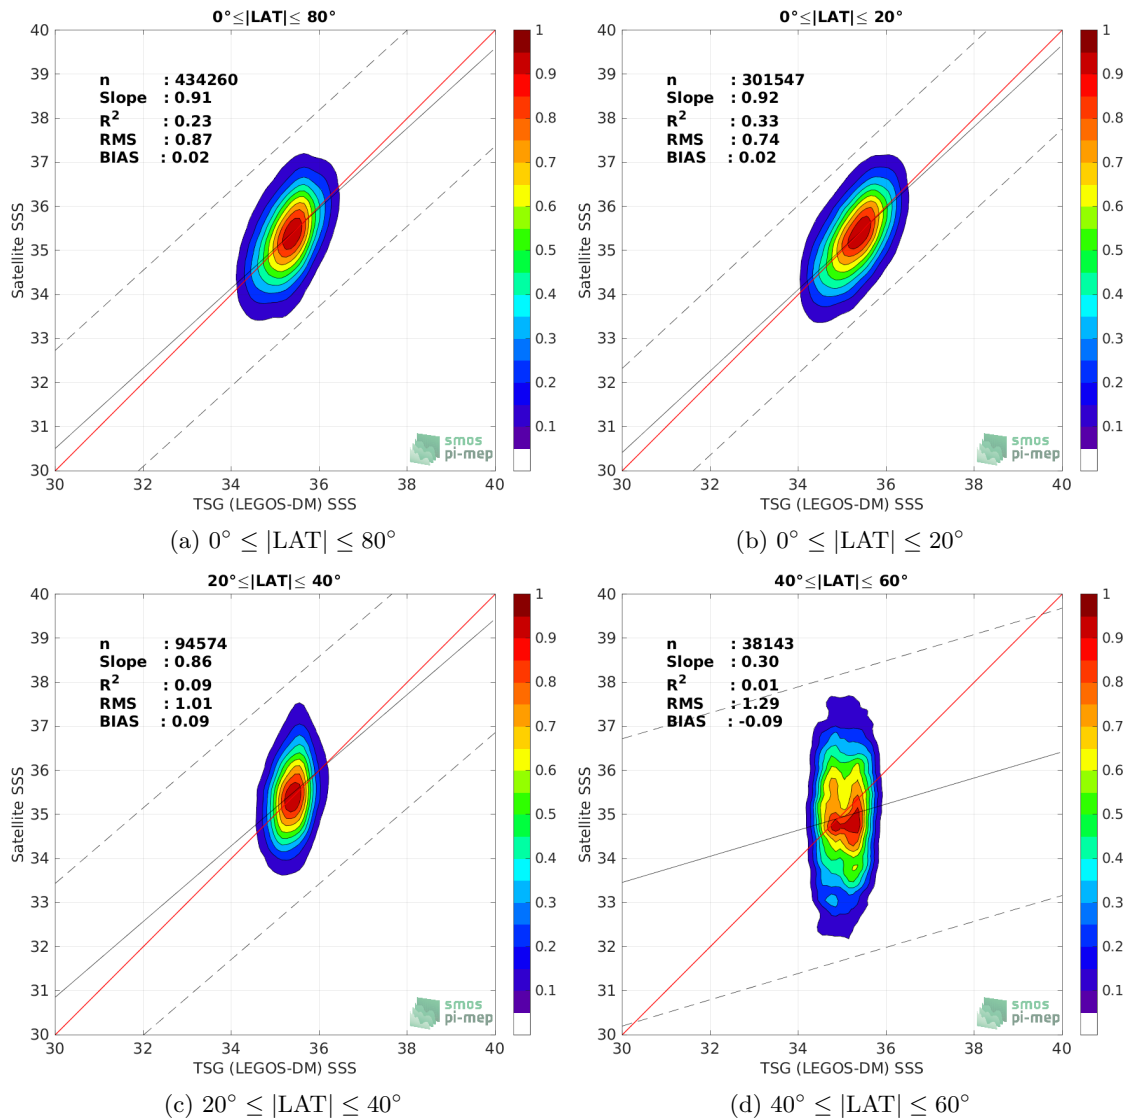 0°≤|LAT|≤ 80°
40
39
38
37
36
35
34
33
32
31
30
30 32 34 36 38 40
Satellite SSS
TSG (LEGOS-DM) SSS
n : 434260
Slope : 0.91
R² : 0.23
RMS : 0.87
BIAS : 0.02
1
0.9
0.8
0.7
0.6
0.5
0.4
0.3
0.2
0.1
smos
pi-mep
(a) 0° ≤ |LAT| ≤ 80°
0°≤|LAT|≤ 20°
40
39
38
37
36
35
34
33
32
31
30
30 32 34 36 38 40
Satellite SSS
TSG (LEGOS-DM) SSS
n : 301547
Slope : 0.92
R² : 0.33
RMS : 0.74
BIAS : 0.02
1
0.9
0.8
0.7
0.6
0.5
0.4
0.3
0.2
0.1
smos
pi-mep
(b) 0° ≤ |LAT| ≤ 20°
20°≤|LAT|≤ 40°
40
39
38
37
36
35
34
33
32
31
30
30 32 34 36 38 40
Satellite SSS
TSG (LEGOS-DM) SSS
n : 94574
Slope : 0.86
R² : 0.09
RMS : 1.01
BIAS : 0.09
1
0.9
0.8
0.7
0.6
0.5
0.4
0.3
0.2
0.1
smos
pi-mep
(c) 20° ≤ |LAT| ≤ 40°
40°≤|LAT|≤ 60°
40
39
38
37
36
35
34
33
32
31
30
30 32 34 36 38 40
Satellite SSS
TSG (LEGOS-DM) SSS
n : 38143
Slope : 0.30
R² : 0.01
RMS : 1.29
BIAS : -0.09
1
0.9
0.8
0.7
0.6
0.5
0.4
0.3
0.2
0.1
smos
pi-mep
(d) 40° ≤ |LAT| ≤ 60°